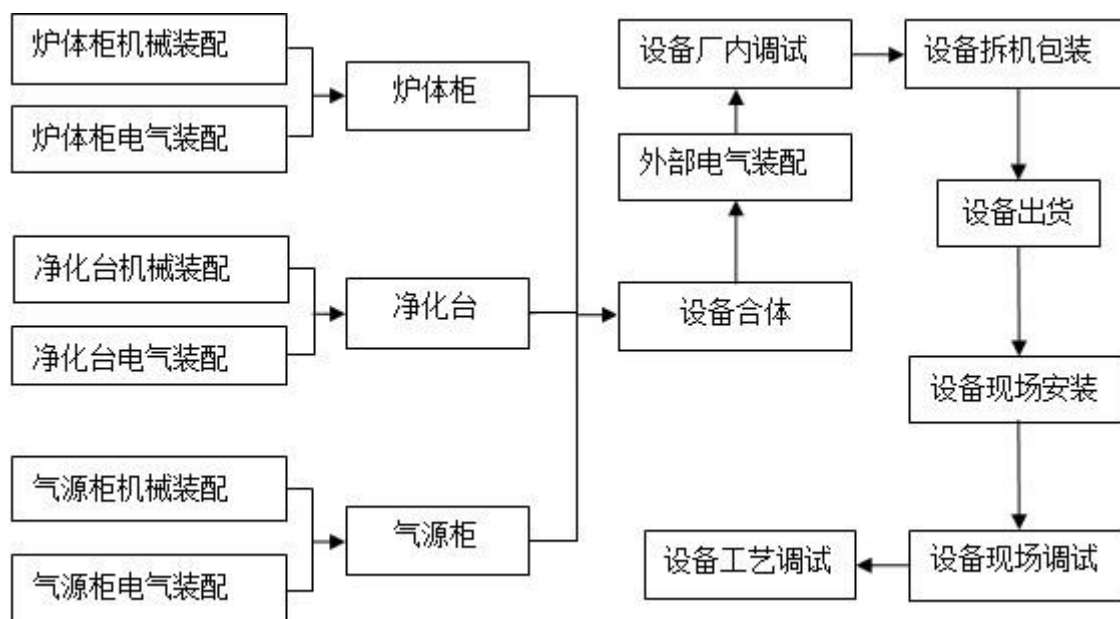 炉体柜机械装配
炉体柜电气装配
炉体柜
净化台机械装配
净化台电气装配
净化台
气源柜机械装配
气源柜电气装配
气源柜
设备合体
外部电气装配
设备厂内调试
设备拆机包装
设备出货
设备现场安装
设备现场调试
设备工艺调试